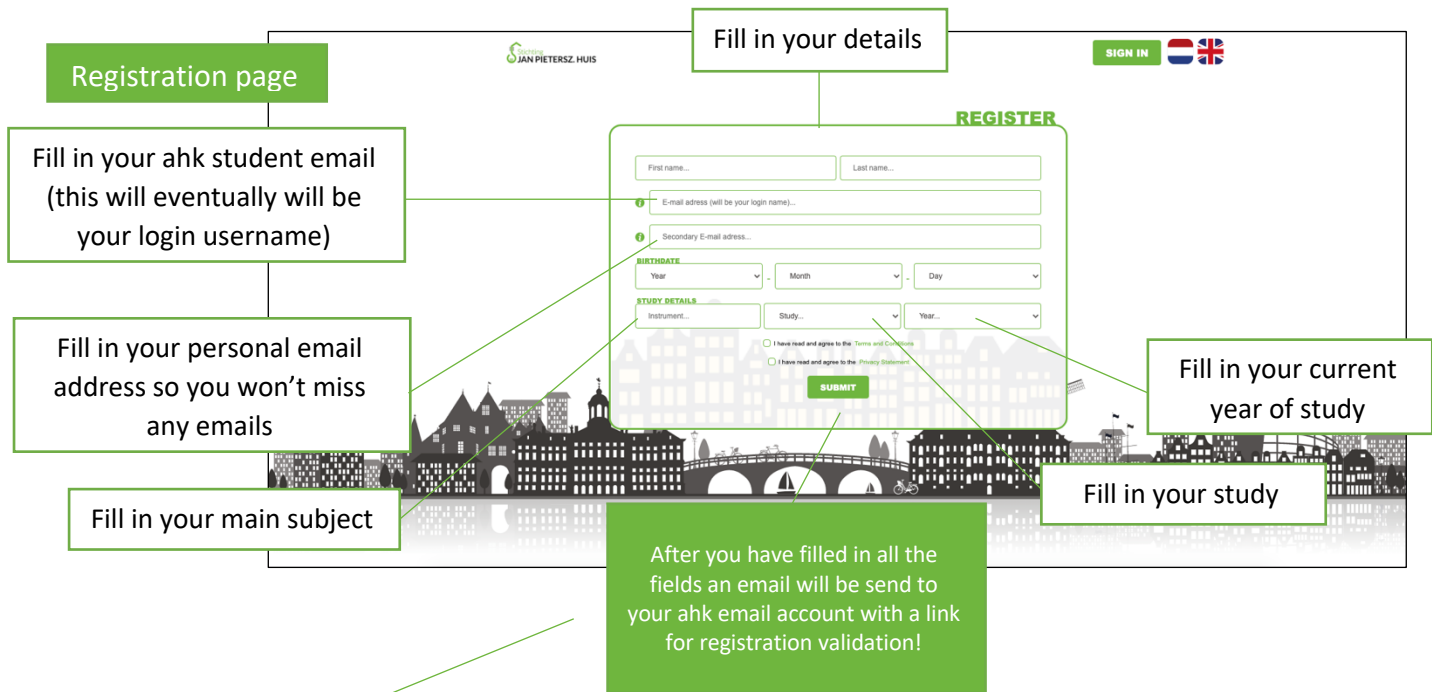 Registration page
Fill in your details
Stichting
JAN PIETERSZ. HUIS
SIGN IN
REGISTER
Fill in your ahk student email
(this will eventually will be
your login username)
First name...
Last name...
E-mail adress (will be your login name)...
Secondary E-mail adress...
BIRTHDATE
Year
-
Month
-
Day
STUDY DETAILS
Instrument...
Study...
Year...
I have read and agree to the Terms and Conditions
I have read and agree to the Privacy Statement
SUBMIT
Fill in your personal email
address so you won’t miss
any emails
Fill in your current
year of study
Fill in your main subject
Fill in your study
After you have filled in all the
fields an email will be send to
your ahk email account with a link
for registration validation!